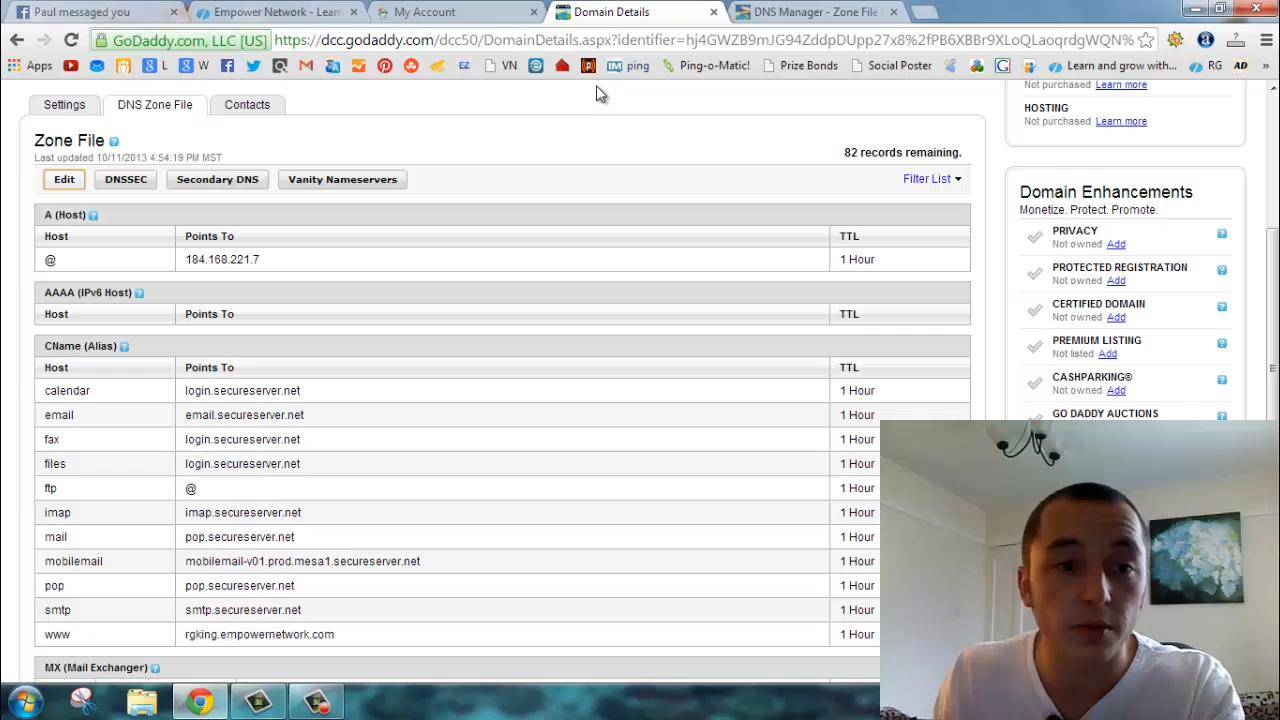 Paul messaged you
Empower Network - Learn
My Account
Domain Details
DNS Manager - Zone File
GoDaddy.com, LLC [US]
https://dcc.godaddy.com/dcc50/DomainDetails.aspx?identifier=hj4GWZB9mJG94ZddpDUpp27x8%2fPB6XBBr9XLoQLaoqrdgWQN%
Apps
L
W
VN
ping
Ping-o-Matic!
Prize Bonds
Social Poster
Learn and grow with...
RG
Settings
DNS Zone File
Contacts
Zone File
Last updated 10/11/2013 4:54:19 PM MST
82 records remaining.
Edit
DNSSEC
Secondary DNS
Vanity Nameservers
Filter List
A (Host)
Host Points To TTL
@ 184.168.221.7 1 Hour
AAAA (IPv6 Host)
Host Points To TTL
CName (Alias)
Host Points To TTL
calendar login.secureserver.net 1 Hour
email email.secureserver.net 1 Hour
fax login.secureserver.net 1 Hour
files login.secureserver.net 1 Hour
ftp @ 1 Hour
imap imap.secureserver.net 1 Hour
mail pop.secureserver.net 1 Hour
mobilemail mobilemail-v01.prod.mesa1.secureserver.net 1 Hour
pop pop.secureserver.net 1 Hour
smtp smtp.secureserver.net 1 Hour
www rgking.empowernetwork.com 1 Hour
MX (Mail Exchanger)
Not purchased Learn more
HOSTING
Not purchased Learn more
Domain Enhancements
Monetize. Protect. Promote.
PRIVACY
Not owned Add
PROTECTED REGISTRATION
Not owned Add
CERTIFIED DOMAIN
Not owned Add
PREMIUM LISTING
Not listed Add
CASHPARKING®
Not owned Add
GO DADDY AUCTIONS